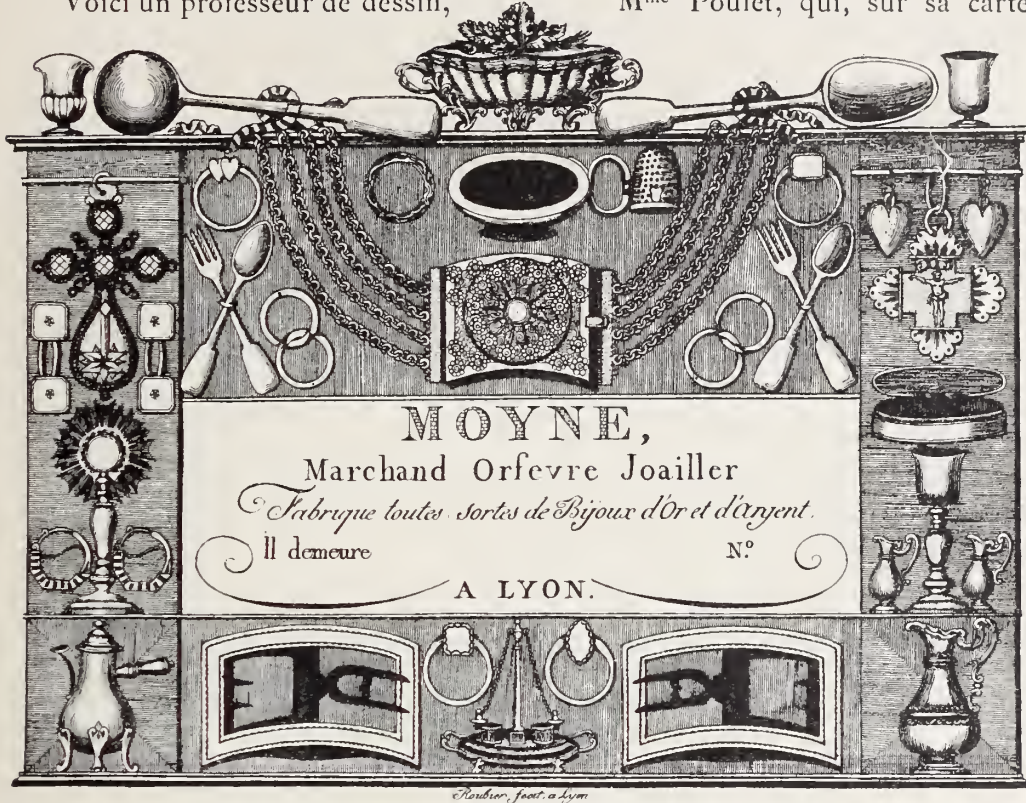 Voici un professeur de dessin,
Mme Poulet, qui, sur sa carte
MOYNE,
Marchand Orfevre Joailler
Fabrique toutes sortes de Bijoux d'Or et d'Argent.
Il demeure N.º
A LYON.
Roubier, fecit, a Lyon